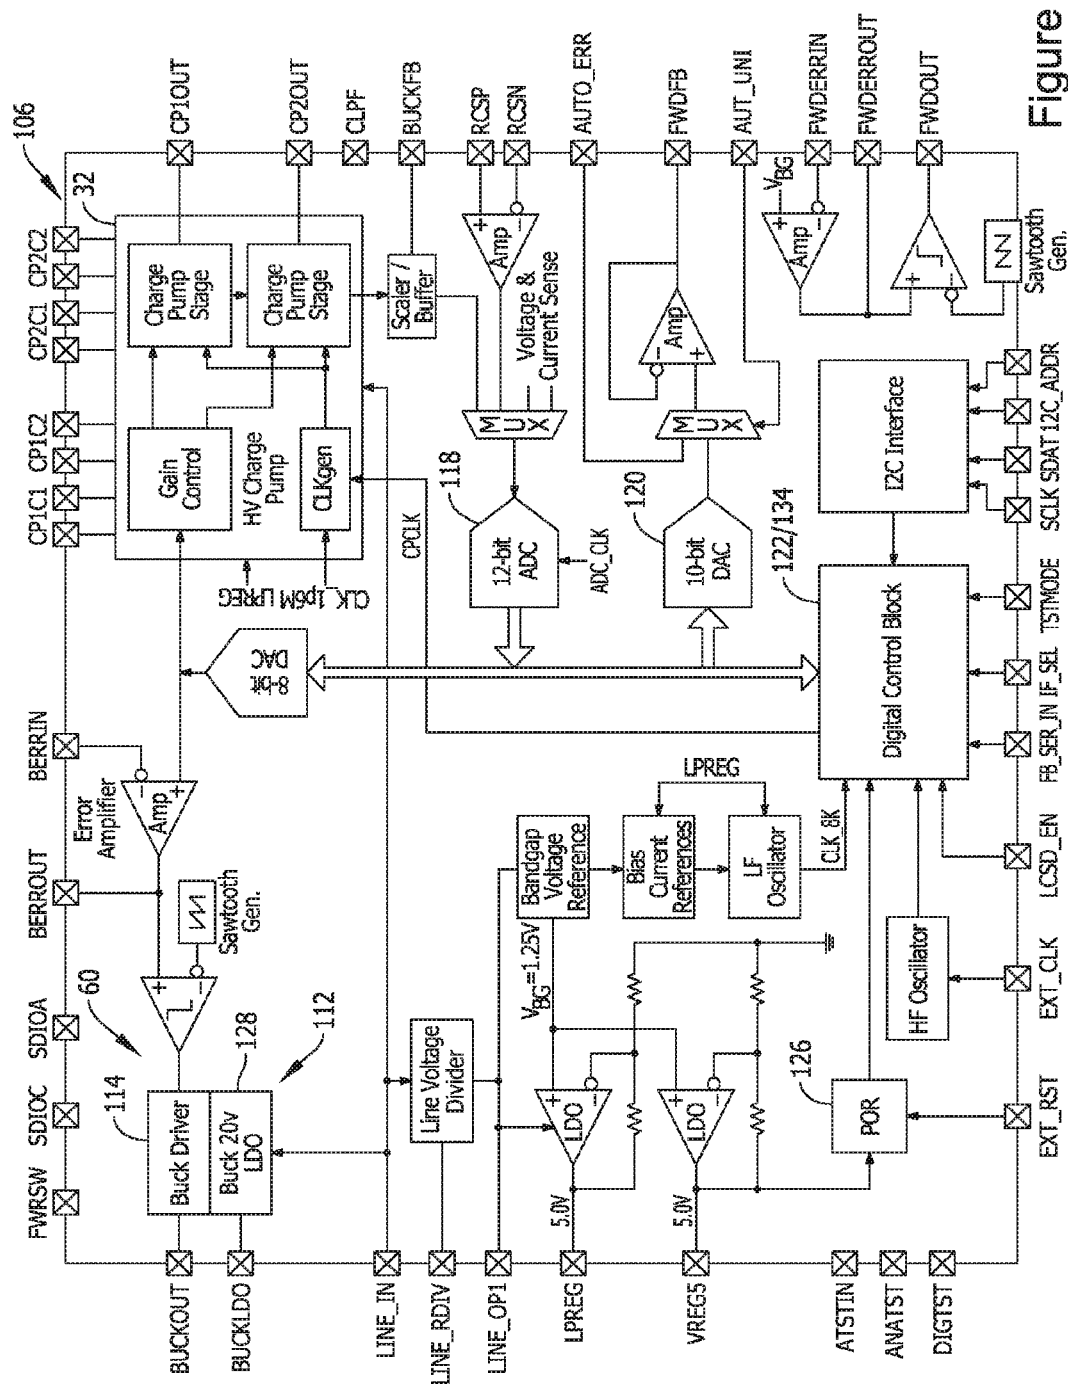 Figure
106
32
CP1C1
CP1C2
CP2C1
CP2C2
CP1OUT
CP2OUT
CLPF
BUCKFB
RCSP
RCSN
AUTO_ERR
FWDFB
AUT_UNI
FWDERRIN
FWDERROUT
FWDOUT
FWRSW
SDIOC
SDIOA
BERROUT
BERRIN
Error
Amplifier
Amp
+
−
Sawtooth
Gen.
+
−
60
114
128
112
Buck Driver
Buck 20v
LDO
BUCKOUT
BUCKLDO
LINE_IN
LINE_RDIV
LINE_OP1
LPREG
VREG5
ATSTIN
ANATST
DIGTST
Gain
Control
HV Charge
Pump
CLKgen
Charge
Pump
Stage
Charge
Pump
Stage
CLK_1p6M
LPREG
CPCLK
8-bit
DAC
Scaler /
Buffer
Amp
+
−
Voltage &
Current Sense
MUX
118
12-bit
ADC
ADC_CLK
120
10-bit
DAC
MUX
Amp
−
+
VBG
Amp
+
−
+
−
Sawtooth
Gen.
Line Voltage
Divider
VBG=1.25V
Bandgap
Voltage
Reference
Bias
Current
References
LPREG
LF
Oscillator
CLK_8K
LDO
+
−
5.0V
LDO
+
−
5.0V
126
POR
HF Oscillator
122/134
Digital Control Block
I2C Interface
EXT_RST
EXT_CLK
LCSD_EN
FB_SER_IN
IF_SEL
TSTMODE
SCLK
SDAT
I2C_ADDR